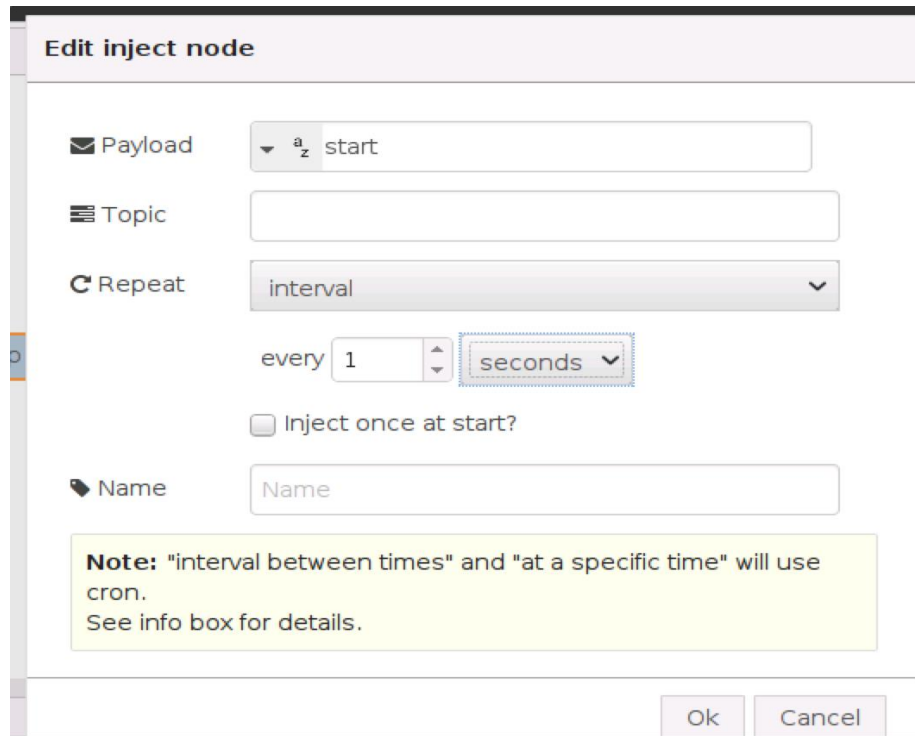 Edit inject node
Payload
a z start
Topic
Repeat
interval
every 1 seconds
Inject once at start?
Name
Name
Note: "interval between times" and "at a specific time" will use
cron.
See info box for details.
Ok Cancel